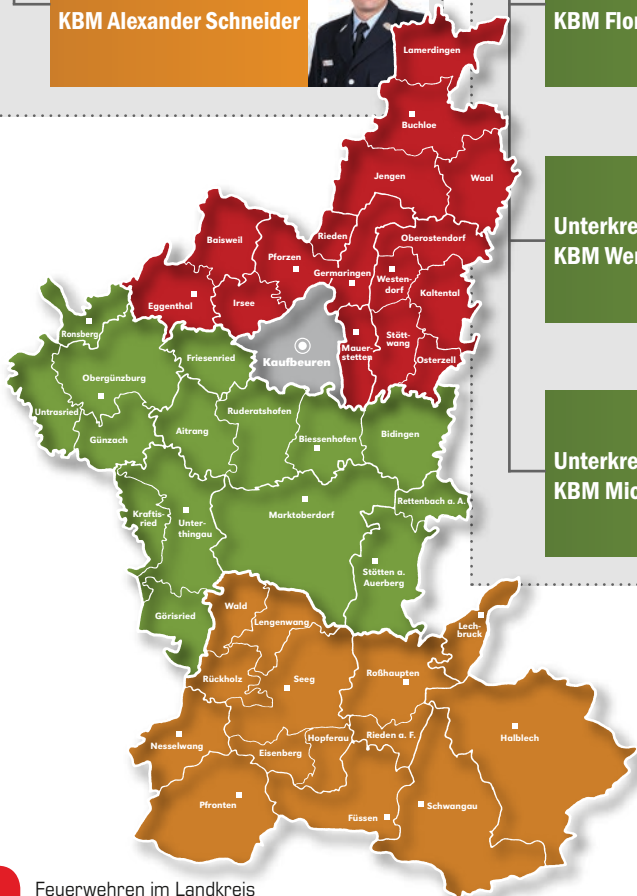 KBM Alexander Schneider
KBM Flor
Unterkre
KBM Wer
Unterkre
KBM Mic
Lamerdingen
Buchloe
Jengen
Waal
Baisweil
Rieden
Oberostendorf
Pforzen
Germaringen
Westen-
dorf
Kaltental
Eggenthal
Irsee
Ronsberg
Friesenried
Kaufbeuren
Mauer-
stetten
Stött-
wang
Osterzell
Obergünzburg
Untrasried
Günzach
Aitrang
Ruderatshofen
Biessenhofen
Bidingen
Kraftis-
ried
Unter-
thingau
Marktoberdorf
Rettenbach a. A.
Stötten a.
Auerberg
Görisried
Wald
Lengenwang
Lech-
bruck
Rückholz
Seeg
Roßhaupten
Nesselwang
Eisenberg
Hopferau
Rieden a. F.
Halblech
Pfronten
Füssen
Schwangau
Feuerwehren im Landkreis